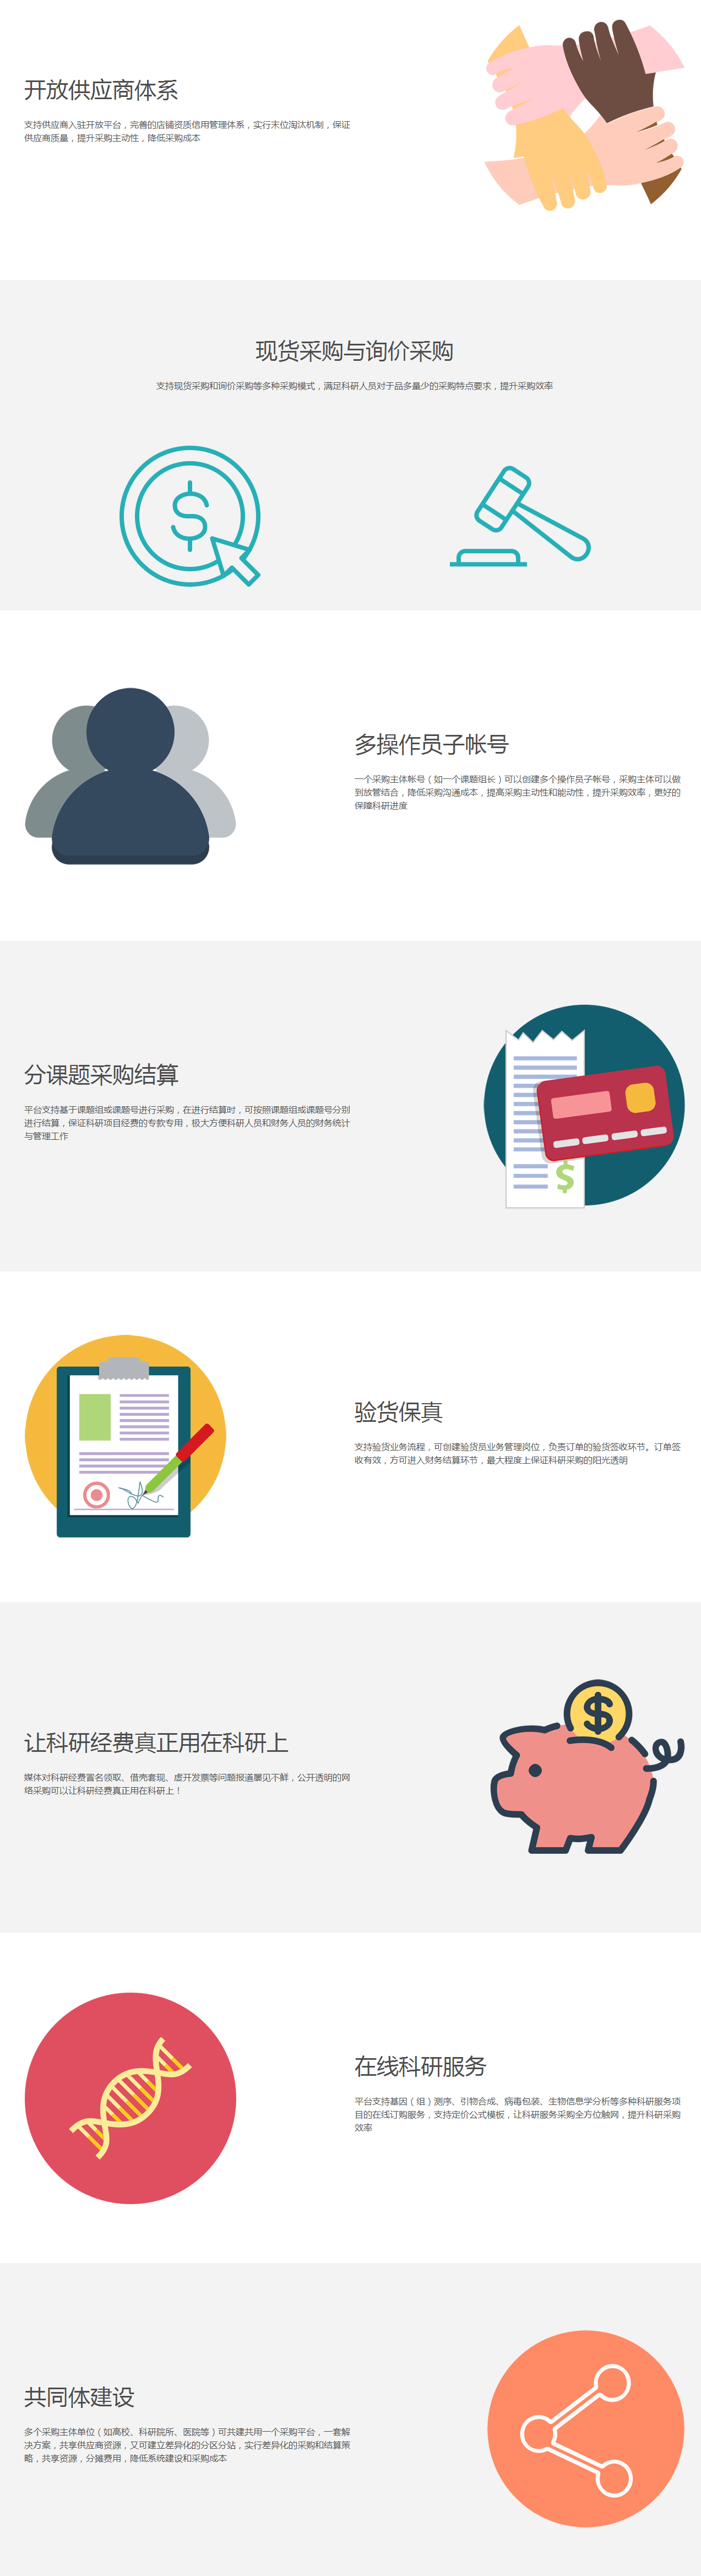 开放供应商体系
支持供应商入驻开放平台，完善的店铺资质信用管理体系，实行末位淘汰机制，保证
供应商质量，提升采购主动性，降低采购成本
现货采购与询价采购
支持现货采购和询价采购等多种采购模式，满足科研人员对于品多量少的采购特点要求，提升采购效率
$
多操作员子帐号
一个采购主体帐号（如一个课题组长）可以创建多个操作员子帐号，采购主体可以做
到放管结合，降低采购沟通成本，提高采购主动性和能动性，提升采购效率，更好的
保障科研进度
分课题采购结算
平台支持基于课题组或课题号进行采购，在进行结算时，可按照课题组或课题号分别
进行结算，保证科研项目经费的专款专用，极大方便科研人员和财务人员的财务统计
与管理工作
$
验货保真
支持验货业务流程，可创建验货员业务管理岗位，负责订单的验货签收环节。订单签
收有效，方可进入财务结算环节，最大程度上保证科研采购的阳光透明
$
让科研经费真正用在科研上
媒体对科研经费冒名领取、借壳套现、虚开发票等问题报道屡见不鲜，公开透明的网
络采购可以让科研经费真正用在科研上！
在线科研服务
平台支持基因（组）测序、引物合成、病毒包装、生物信息学分析等多种科研服务项
目的在线订购服务，支持定价公式模板，让科研服务采购全方位触网，提升科研采购
效率
共同体建设
多个采购主体单位（如高校、科研院所、医院等）可共建共用一个采购平台，一套解
决方案，共享供应商资源，又可建立差异化的分区分站，实行差异化的采购和结算策
略，共享资源，分摊费用，降低系统建设和采购成本